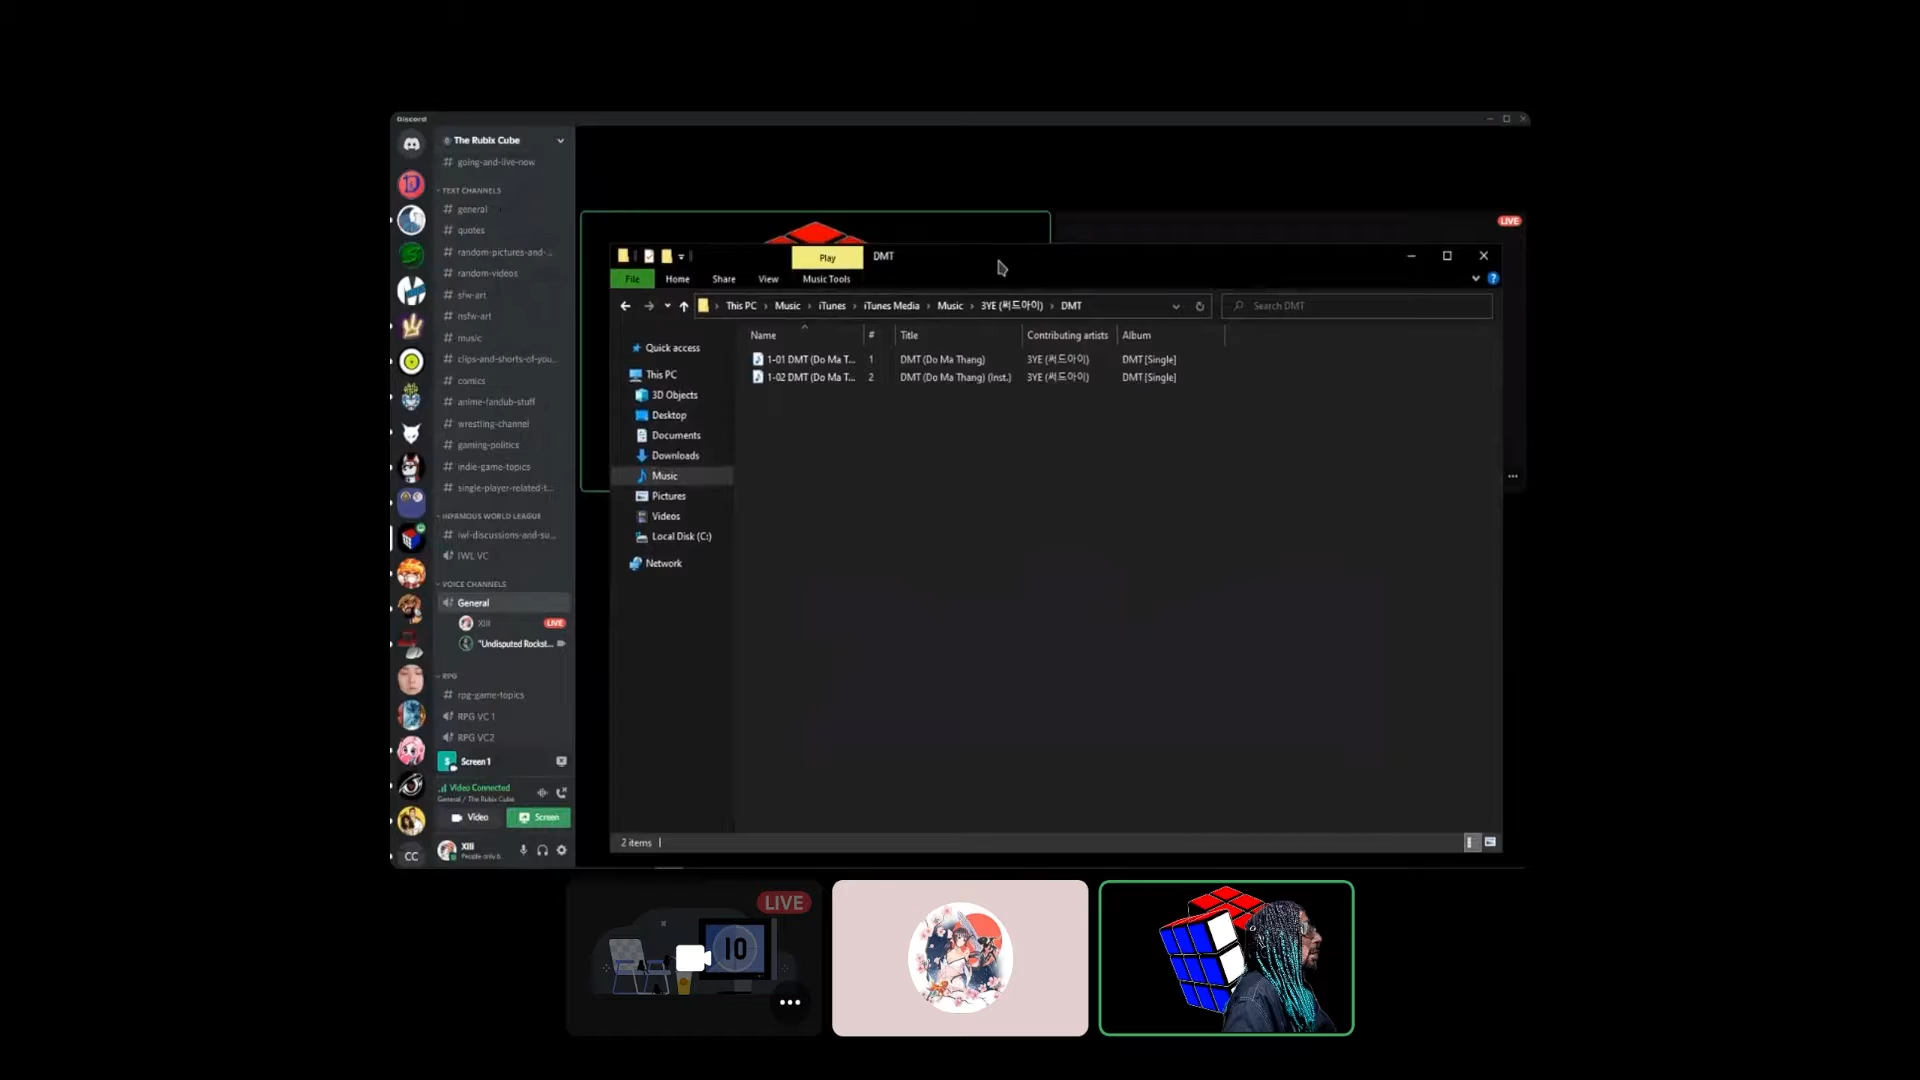 Discord
The Rubix Cube
# going-and-live-now
TEXT CHANNELS
# general
# quotes
# random-pictures-and-...
# random-videos
# sfw-art
# nsfw-art
# music
# clips-and-shorts-of-you...
# comics
# anime-fandub-stuff
# wrestling-channel
# gaming-politics
# indie-game-topics
# single-player-related-t...
INFAMOUS WORLD LEAGUE
# iwl-discussions-and-su...
IWL VC
VOICE CHANNELS
General
XIII LIVE
"Undisputed Rockst...
RPG
# rpg-game-topics
RPG VC 1
RPG VC2
Screen 1
Video Connected
General / The Rubix Cube
Video Screen
XIII
People only b...
CC
LIVE
Play DMT
File Home Share View Music Tools
This PC › Music › iTunes › iTunes Media › Music › 3YE (써드아이) › DMT
Search DMT
Name # Title Contributing artists Album
1-01 DMT (Do Ma T... 1 DMT (Do Ma Thang) 3YE (써드아이) DMT [Single]
1-02 DMT (Do Ma T... 2 DMT (Do Ma Thang) (Inst.) 3YE (써드아이) DMT [Single]
Quick access
This PC
3D Objects
Desktop
Documents
Downloads
Music
Pictures
Videos
Local Disk (C:)
Network
2 items
LIVE
10